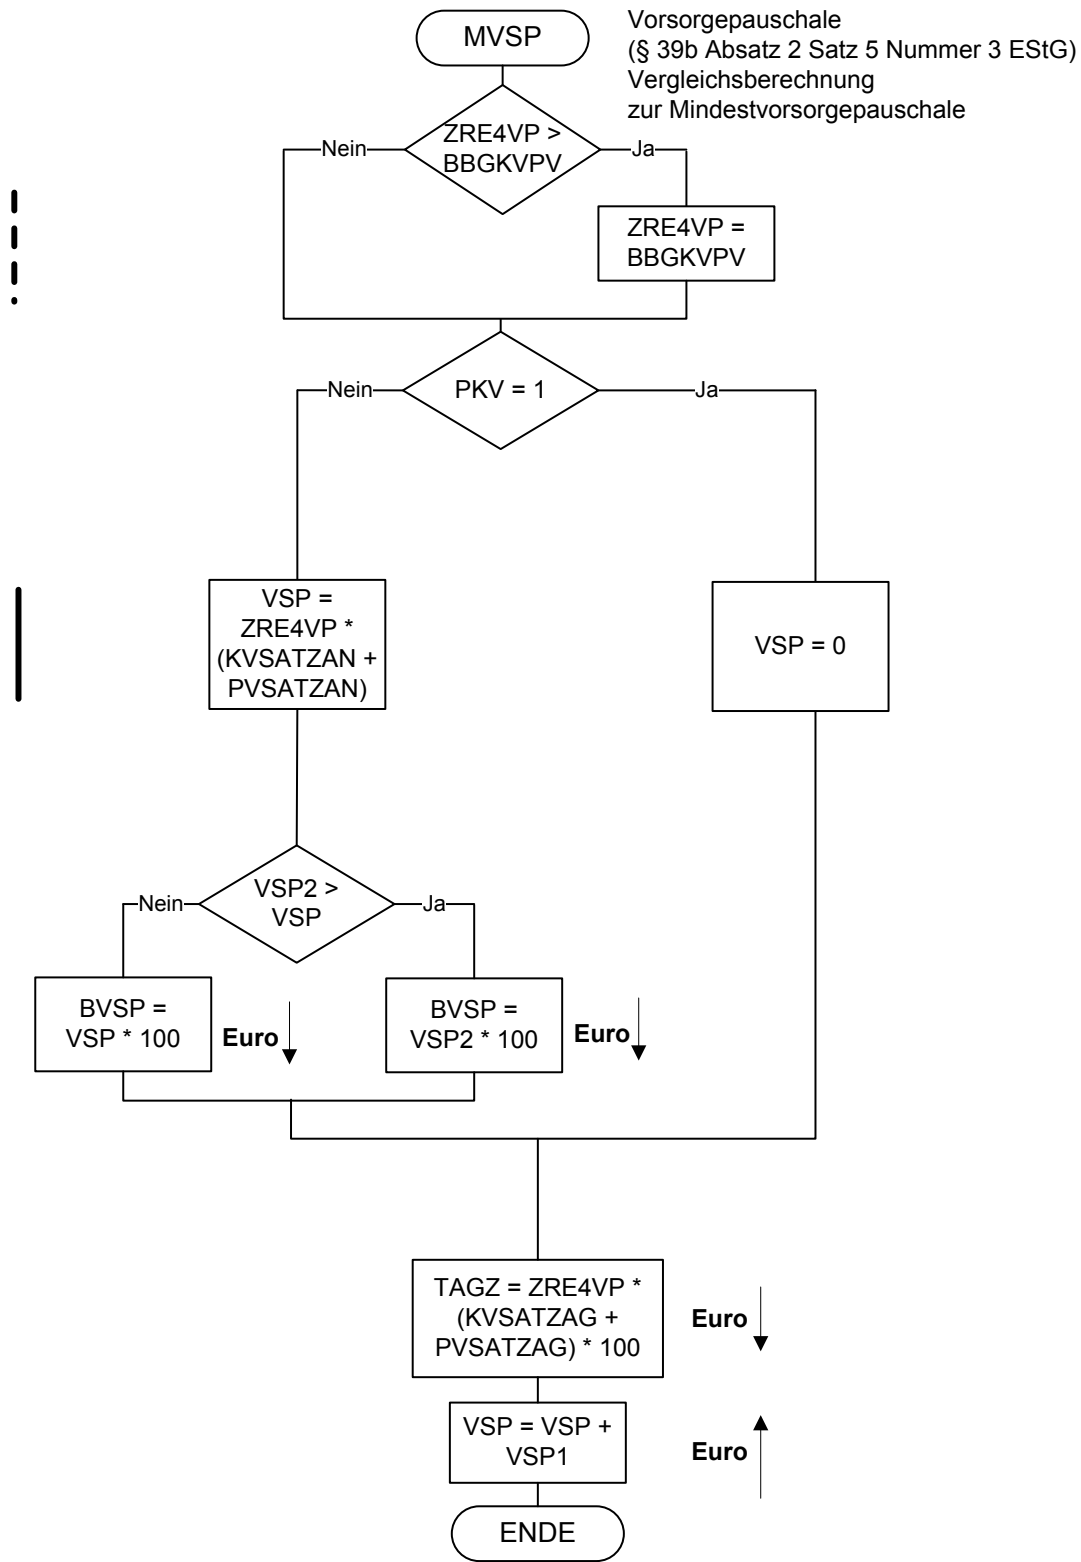 MVSP
Vorsorgepauschale
(§ 39b Absatz 2 Satz 5 Nummer 3 EStG)
Vergleichsberechnung
zur Mindestvorsorgepauschale
ZRE4VP >
BBGKVPV
Nein
Ja
ZRE4VP =
BBGKVPV
Nein
PKV = 1
Ja
VSP =
ZRE4VP *
(KVSATZAN +
PVSATZAN)
VSP = 0
Nein
VSP2 >
VSP
Ja
BVSP =
VSP * 100
Euro
BVSP =
VSP2 * 100
Euro
TAGZ = ZRE4VP *
(KVSATZAG +
PVSATZAG) * 100
Euro
VSP = VSP +
VSP1
Euro
ENDE